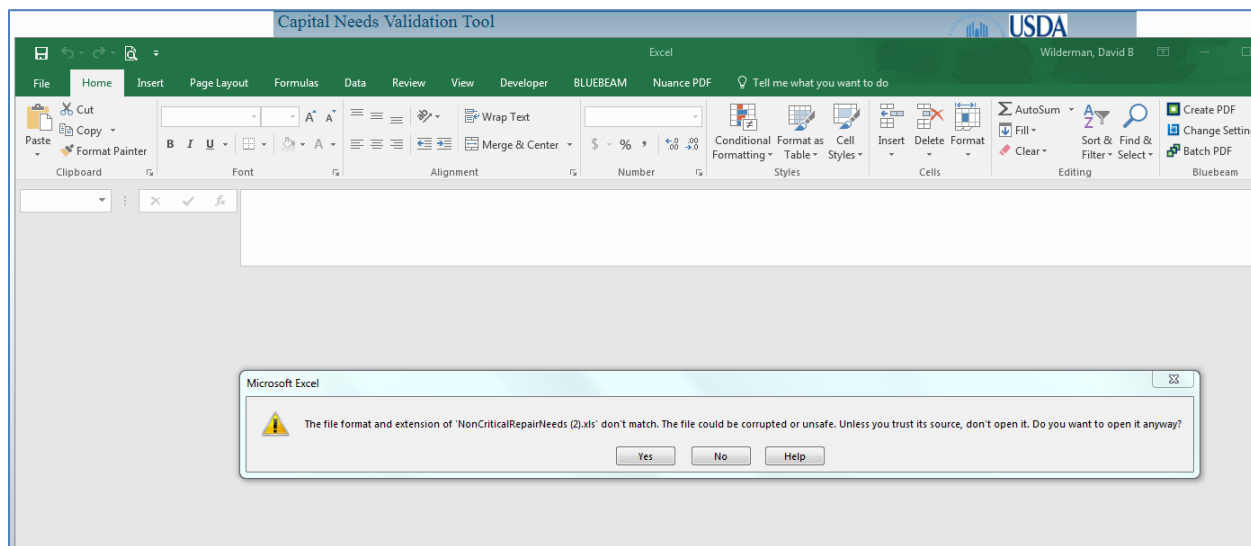 Capital Needs Validation Tool
USDA
Excel
Wilderman, David B
File Home Insert Page Layout Formulas Data Review View Developer BLUEBEAM Nuance PDF Tell me what you want to do
Paste
Cut
Copy
Format Painter
Clipboard
B I U
A A
A
Font
Wrap Text
Merge & Center
Alignment
$ % ,
.00 .00
Number
Conditional Formatting
Format as Table
Cell Styles
Styles
Insert
Delete
Format
Cells
AutoSum
Fill
Clear
Sort & Filter
Find & Select
Editing
Create PDF
Change Settin
Batch PDF
Bluebeam
fx
Microsoft Excel
The file format and extension of 'NonCriticalRepairNeeds (2).xls' don't match. The file could be corrupted or unsafe. Unless you trust its source, don't open it. Do you want to open it anyway?
Yes No Help